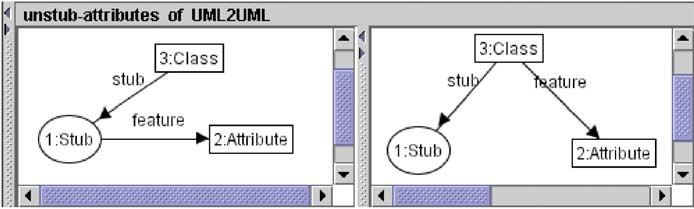 unstub-attributes of UML2UML
3:Class
stub
feature
1:Stub
2:Attribute
3:Class
stub
feature
1:Stub
2:Attribute